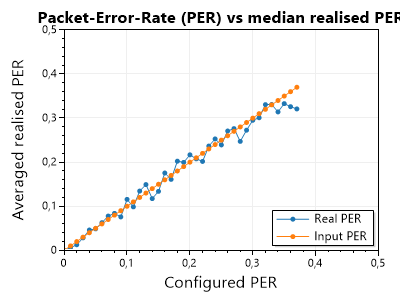 Packet-Error-Rate (PER) vs median realised PER
0,5
0,4
0,3
0,2
0,1
0
Averaged realised PER
0
0,1
0,2
0,3
0,4
0,5
Configured PER
Real PER
Input PER